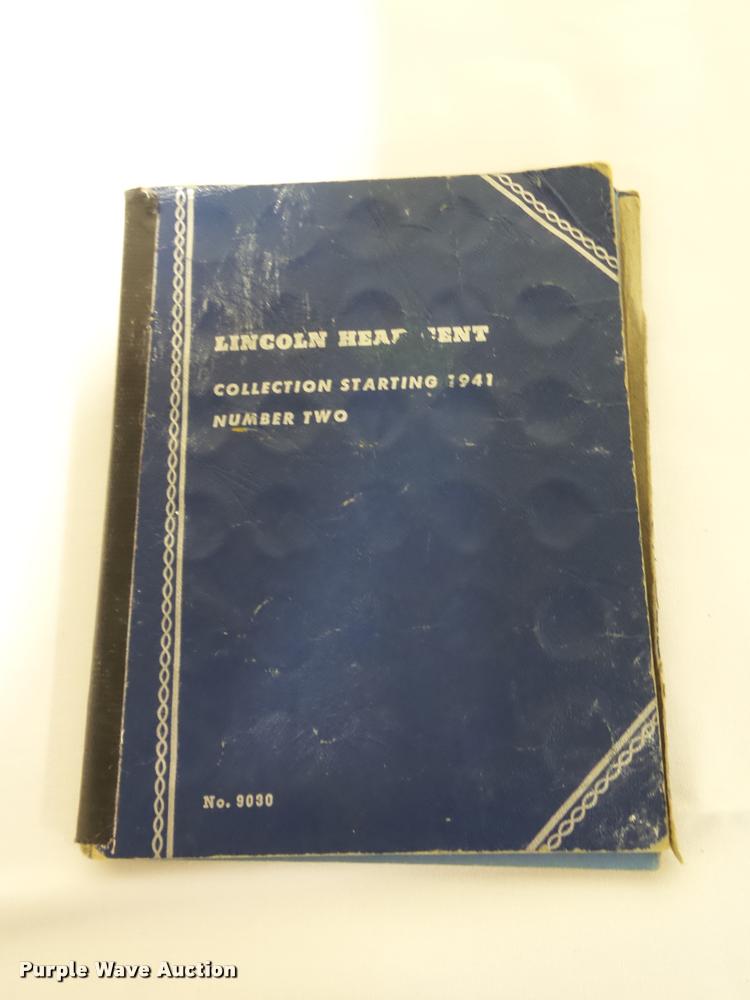 LINCOLN HEAD CENT
COLLECTION STARTING 1941
NUMBER TWO
No. 9030
Purple Wave Auction